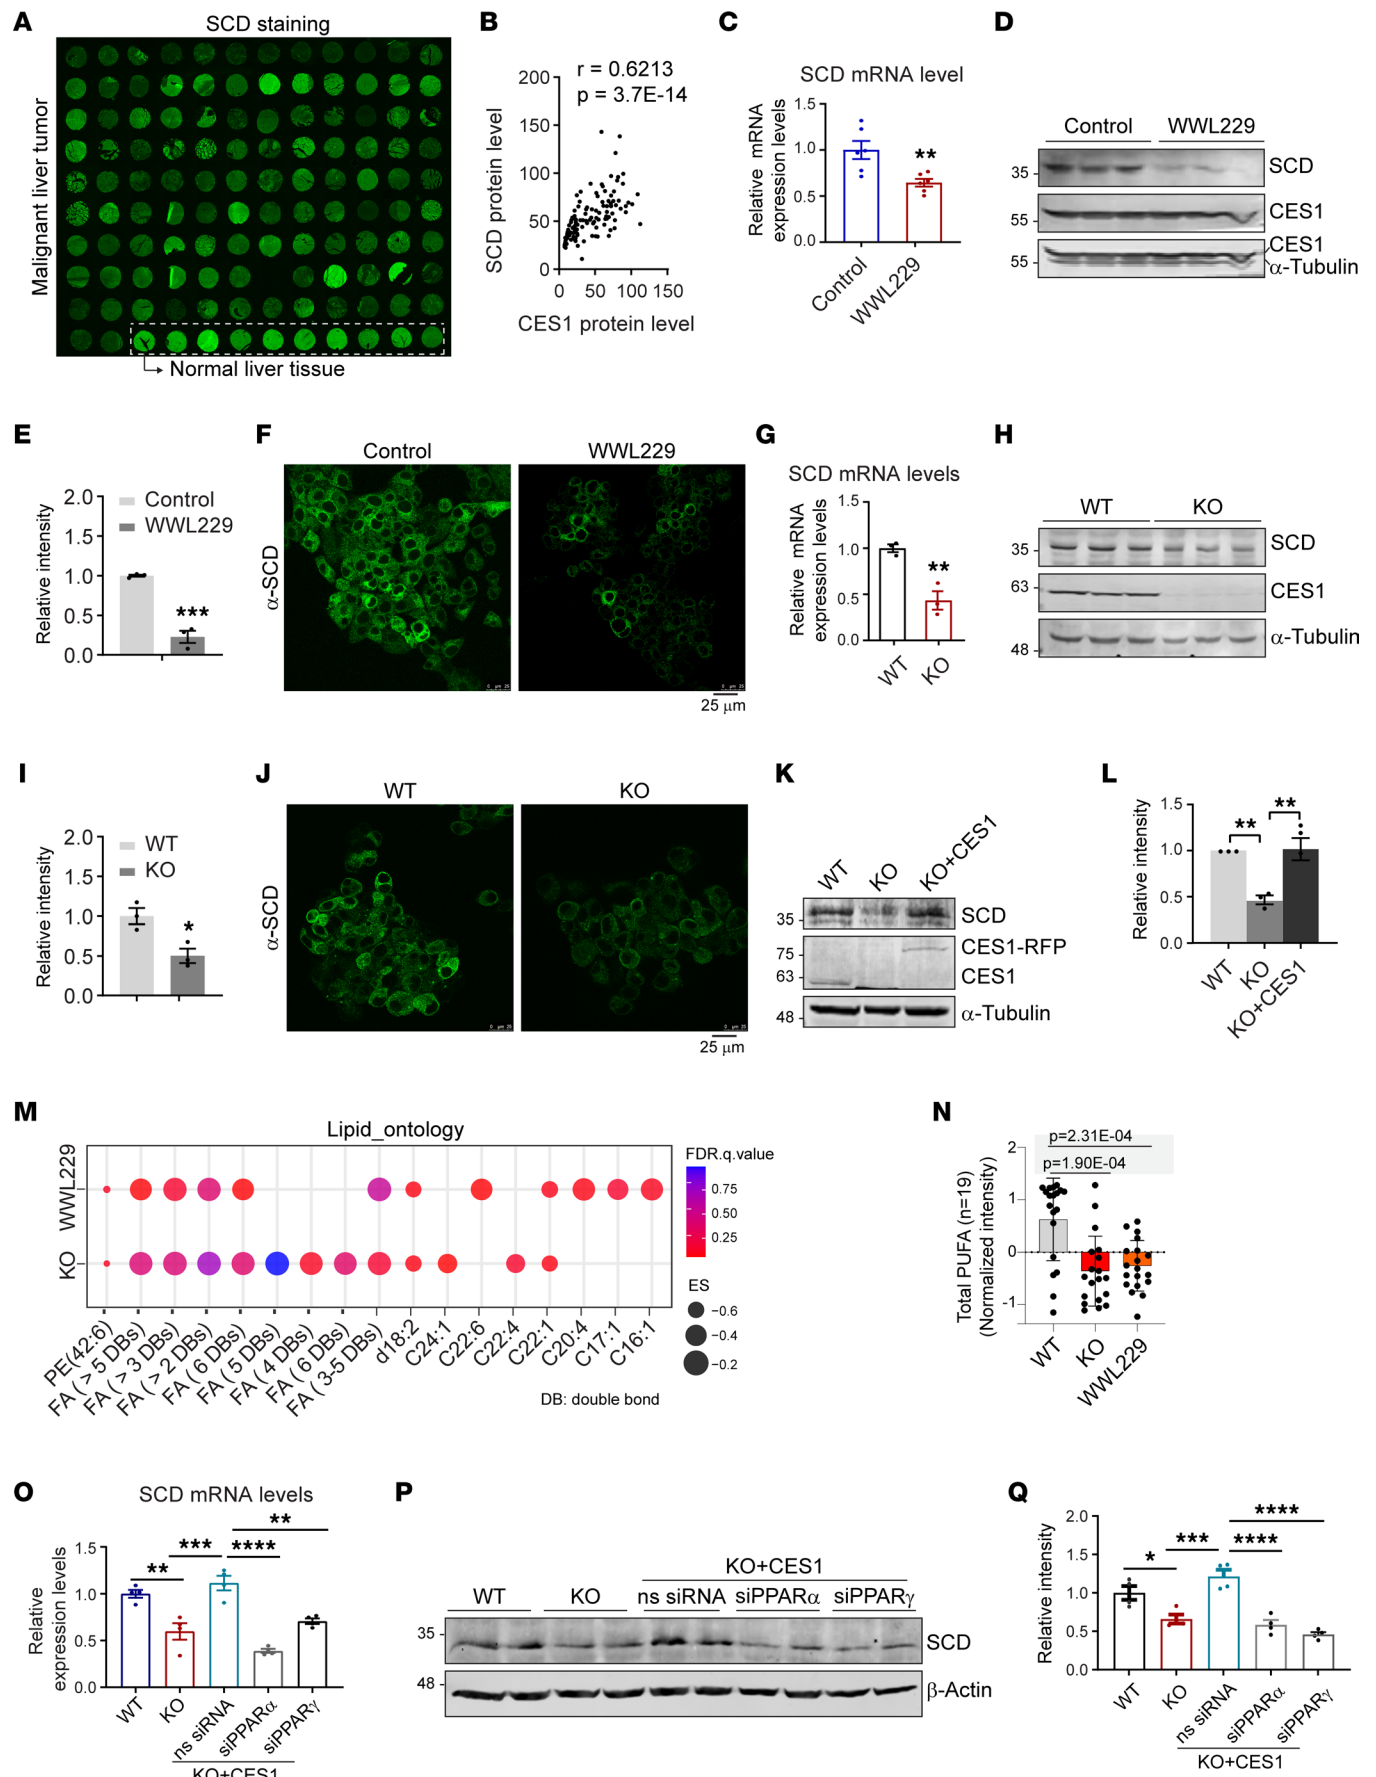 A
SCD staining
Malignant liver tumor
Normal liver tissue
B
r = 0.6213
p = 3.7E-14
SCD protein level
200
150
100
50
0
0 50 100 150
CES1 protein level
C
SCD mRNA level
Relative mRNA
expression levels
1.5
1.0
0.5
0.0
**
Control
WWL229
D
Control WWL229
35
SCD
55
CES1
55
CES1
α-Tubulin
E
Relative intensity
2.0
1.5
1.0
0.5
0.0
Control
WWL229
***
F
Control WWL229
α-SCD
0 µm 25
0 µm 25
25 µm
G
SCD mRNA levels
Relative mRNA
expression levels
1.5
1.0
0.5
0.0
**
WT
KO
H
WT KO
35
SCD
63
CES1
48
α-Tubulin
I
Relative intensity
2.0
1.5
1.0
0.5
0.0
WT
KO
*
J
WT KO
α-SCD
0 µm 25
0 µm 25
25 µm
K
WT KO KO+CES1
35
SCD
75
CES1-RFP
63
CES1
48
α-Tubulin
L
Relative intensity
1.5
1.0
0.5
0.0
** **
WT
KO
KO+CES1
M
Lipid_ontology
WWL229
KO
PE(42:6)
FA ( > 5 DBs)
FA ( > 3 DBs)
FA ( > 2 DBs)
FA ( 6 DBs)
FA ( 5 DBs)
FA ( 4 DBs)
FA ( 6 DBs)
FA ( 3-5 DBs)
d18:2
C24:1
C22:6
C22:4
C22:1
C20:4
C17:1
C16:1
FDR.q.value
0.75
0.50
0.25
ES
−0.6
−0.4
−0.2
DB: double bond
N
Total PUFA (n=19)
(Normalized intensity)
2
1
0
-1
p=2.31E-04
p=1.90E-04
WT
KO
WWL229
O
SCD mRNA levels
Relative
expression levels
1.5
1.0
0.5
0.0
** *** **** **
WT
KO
ns siRNA
siPPARα
siPPARγ
KO+CES1
P
KO+CES1
WT KO ns siRNA siPPARα siPPARγ
35
SCD
48
β-Actin
Q
Relative intensity
2.0
1.5
1.0
0.5
0.0
* *** **** ****
WT
KO
ns siRNA
siPPARα
siPPARγ
KO+CES1